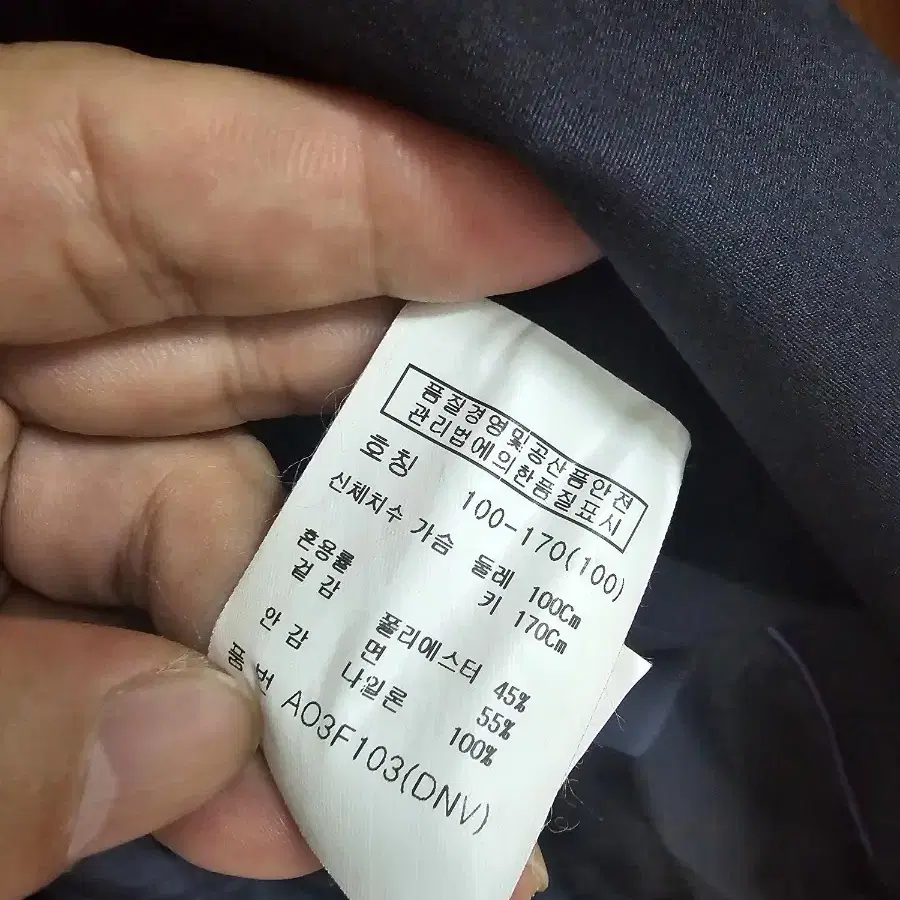 품질경영및공산품안전
관리법에의한품질표시
호칭 100-170(100)
신체치수 가슴 둘레 100Cm
키 170Cm
혼용률
겉감 폴리에스터 45%
면 55%
안감 나일론 100%
품번 A03F103(DNV)